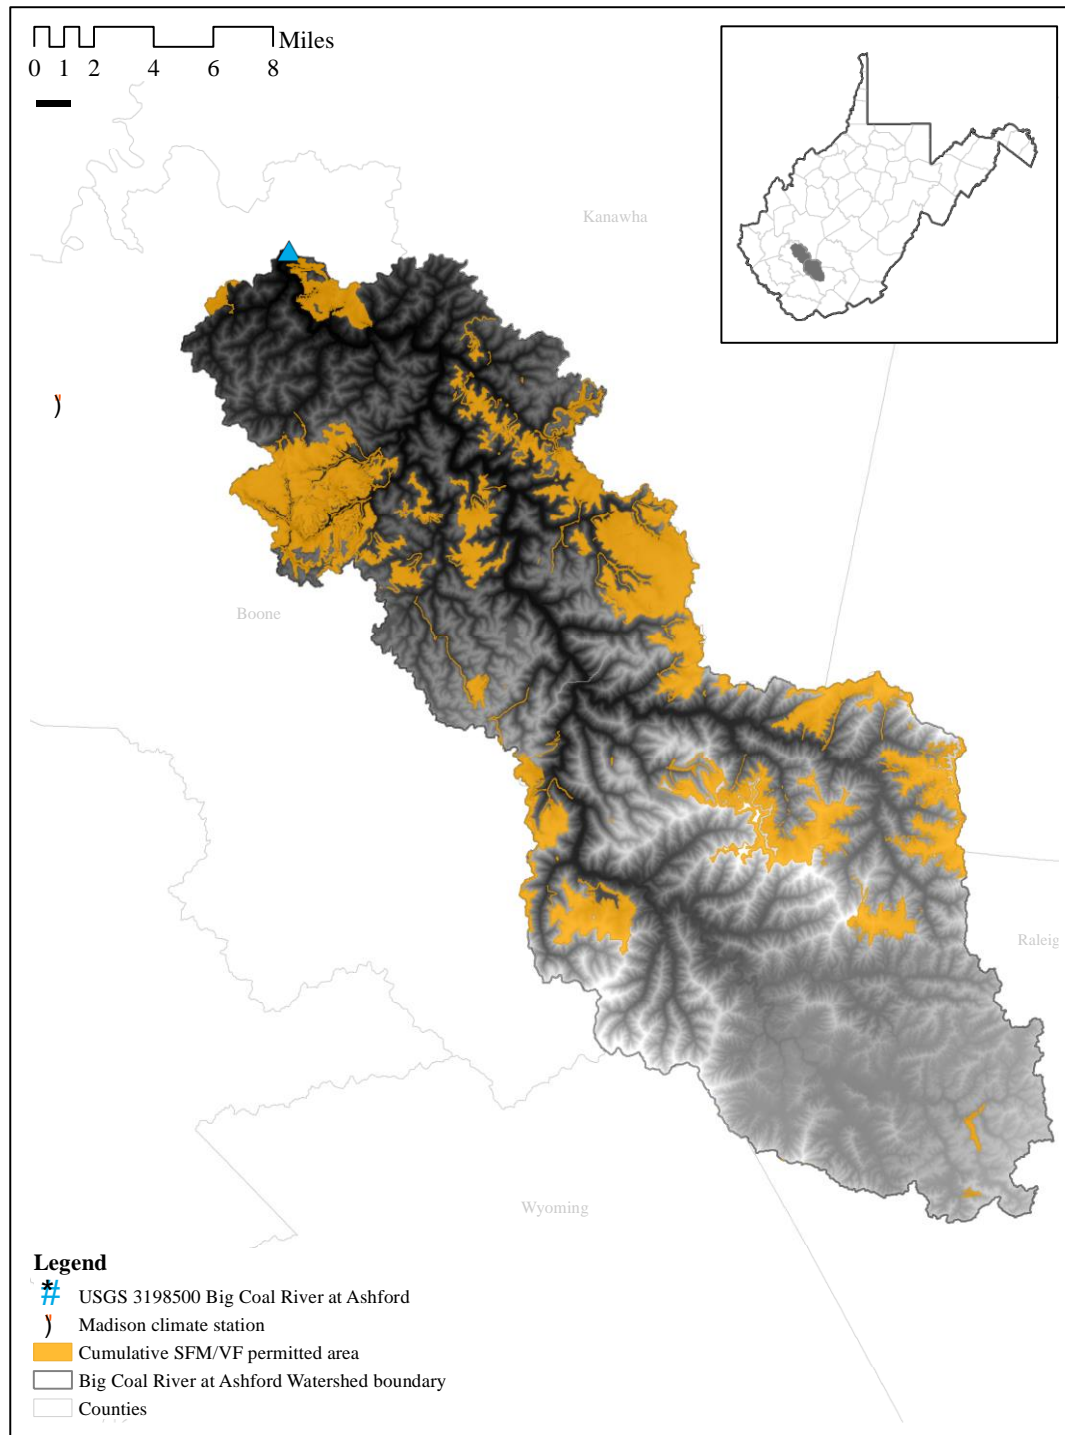 Miles
0 1 2 4 6 8
Kanawha
Boone
Raleig
Wyoming
Legend
USGS 3198500 Big Coal River at Ashford
Madison climate station
Cumulative SFM/VF permitted area
Big Coal River at Ashford Watershed boundary
Counties